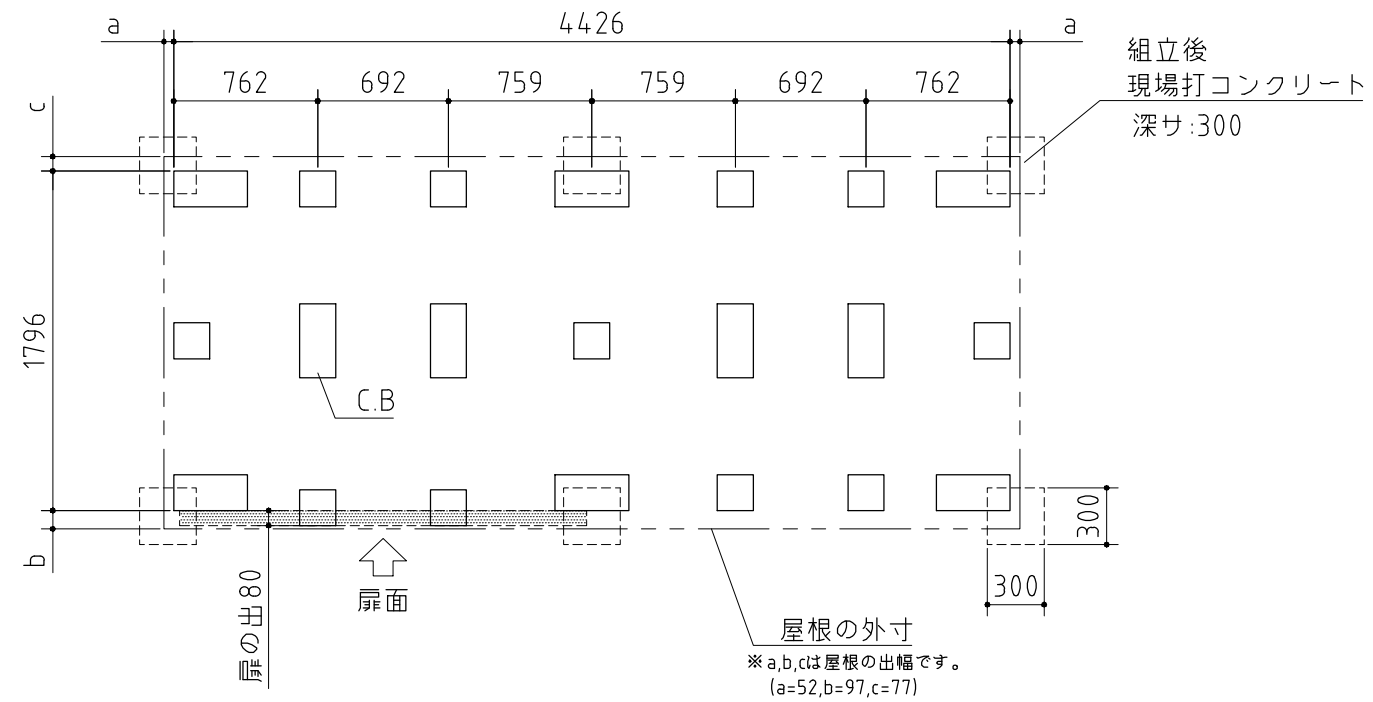 a
4426
a
組立後
現場打コンクリート
深サ:300
762
692
759
759
692
762
c
1796
C.B
b
扉の出80
扉面
300
300
屋根の外寸
※a,b,cは屋根の出幅です。
(a=52,b=97,c=77)